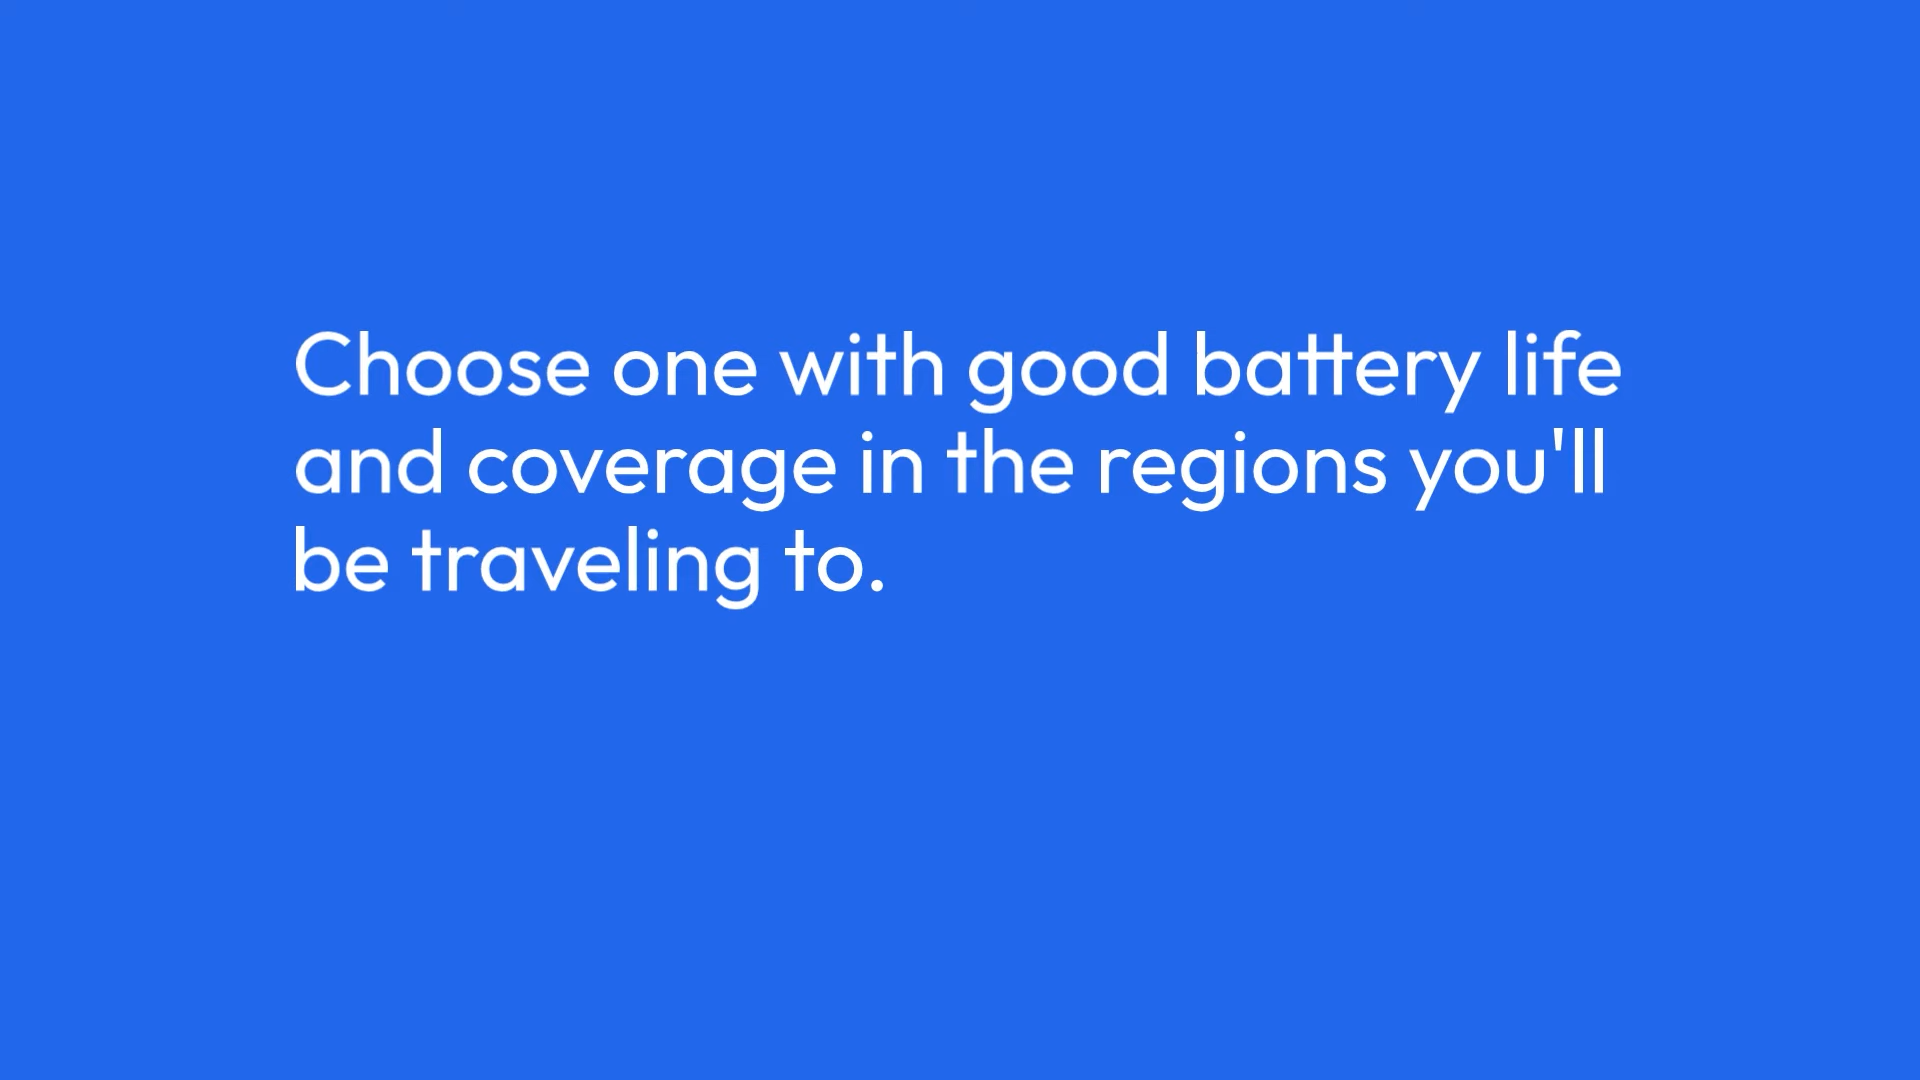 Choose one with good battery life
and coverage in the regions you'll
be traveling to.